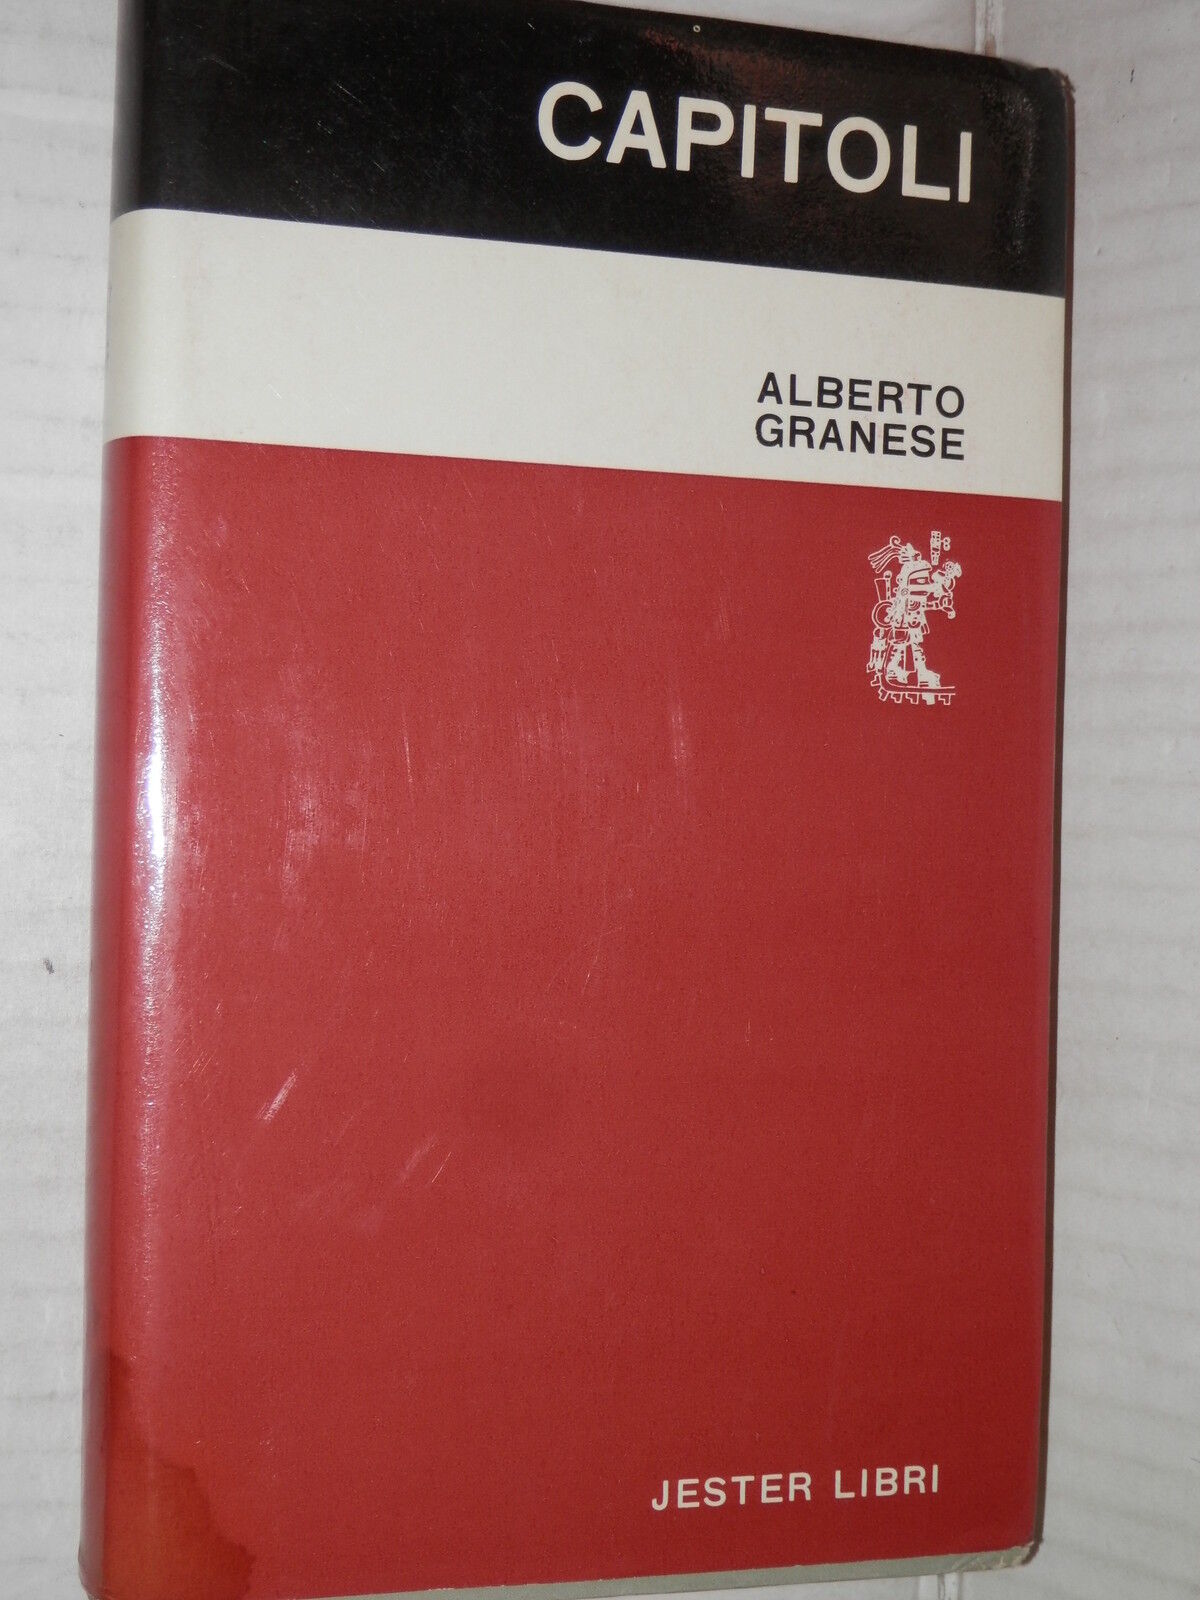 CAPITOLI
ALBERTO
GRANESE
JESTER LIBRI